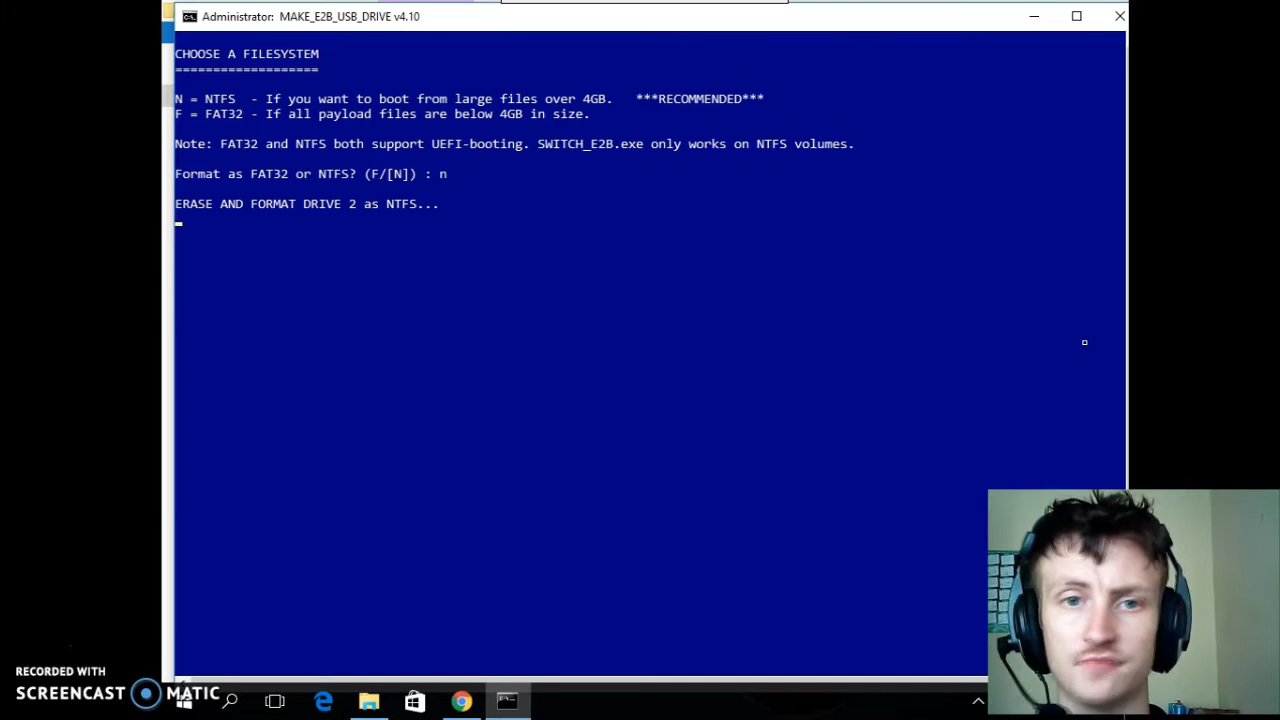 Administrator: MAKE_E2B_USB_DRIVE v4.10
CHOOSE A FILESYSTEM
===================
N = NTFS - If you want to boot from large files over 4GB. ***RECOMMENDED***
F = FAT32 - If all payload files are below 4GB in size.
Note: FAT32 and NTFS both support UEFI-booting. SWITCH_E2B.exe only works on NTFS volumes.
Format as FAT32 or NTFS? (F/[N]) : n
ERASE AND FORMAT DRIVE 2 as NTFS...
RECORDED WITH
SCREENCAST MATIC